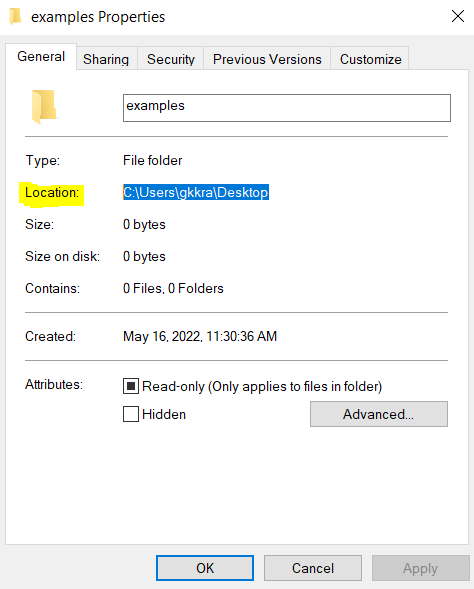 examples Properties
General Sharing Security Previous Versions Customize
examples
Type: File folder
Location: C:\Users\gkkra\Desktop
Size: 0 bytes
Size on disk: 0 bytes
Contains: 0 Files, 0 Folders
Created: May 16, 2022, 11:30:36 AM
Attributes: Read-only (Only applies to files in folder)
Hidden Advanced...
OK Cancel Apply